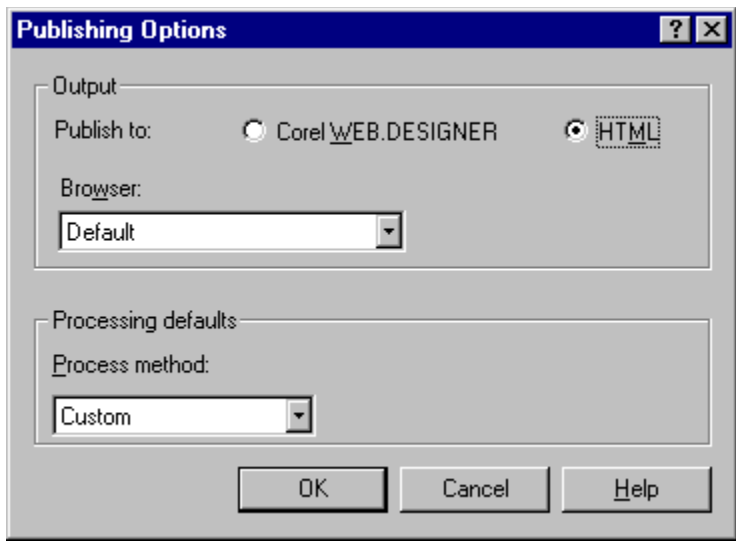 Publishing Options
Output
Publish to: Corel WEB.DESIGNER HTML
Browser:
Default
Processing defaults
Process method:
Custom
OK Cancel Help